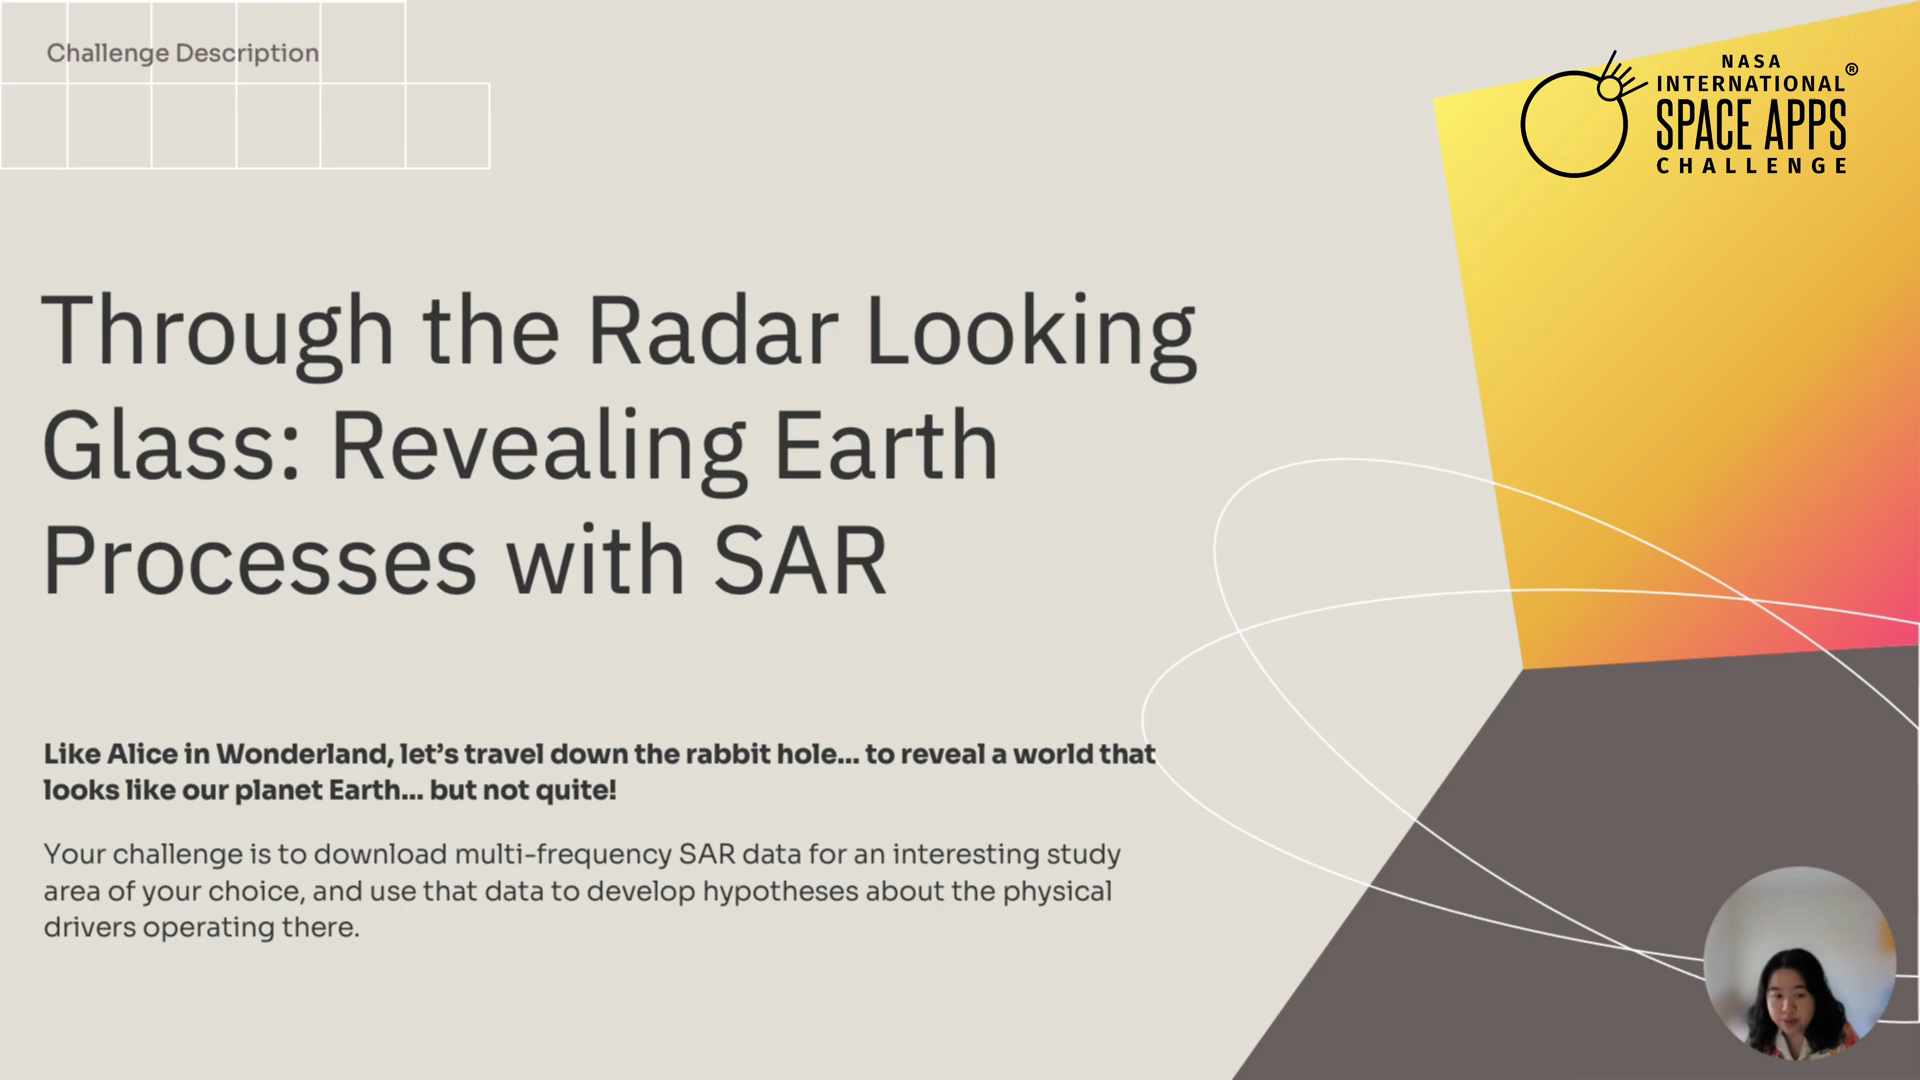 Challenge Description
NASA
INTERNATIONAL®
SPACE APPS
CHALLENGE
Through the Radar Looking
Glass: Revealing Earth
Processes with SAR
Like Alice in Wonderland, let’s travel down the rabbit hole... to reveal a world that
looks like our planet Earth... but not quite!
Your challenge is to download multi-frequency SAR data for an interesting study
area of your choice, and use that data to develop hypotheses about the physical
drivers operating there.